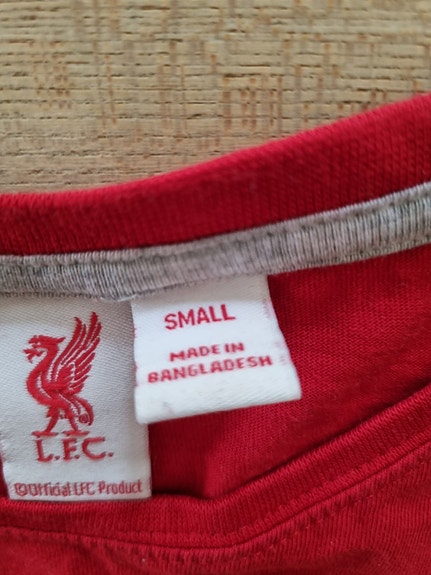 SMALL
MADE IN
BANGLADESH
L.F.C.
©Official LFC Product